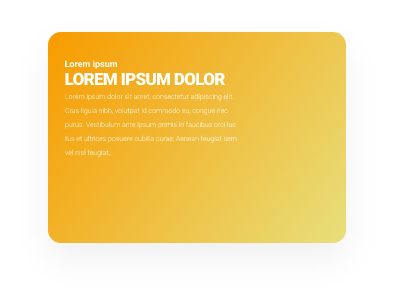 Lorem ipsum
LOREM IPSUM DOLOR
Lorem ipsum dolor sit amet, consectetur adipiscing elit.
Cras ligula nibh, volutpat id commodo eu, congue nec
purus. Vestibulum ante ipsum primis in faucibus orci luc
tus et ultrices posuere cubilia curae; Aenean feugiat sem
vel nisl feugiat,